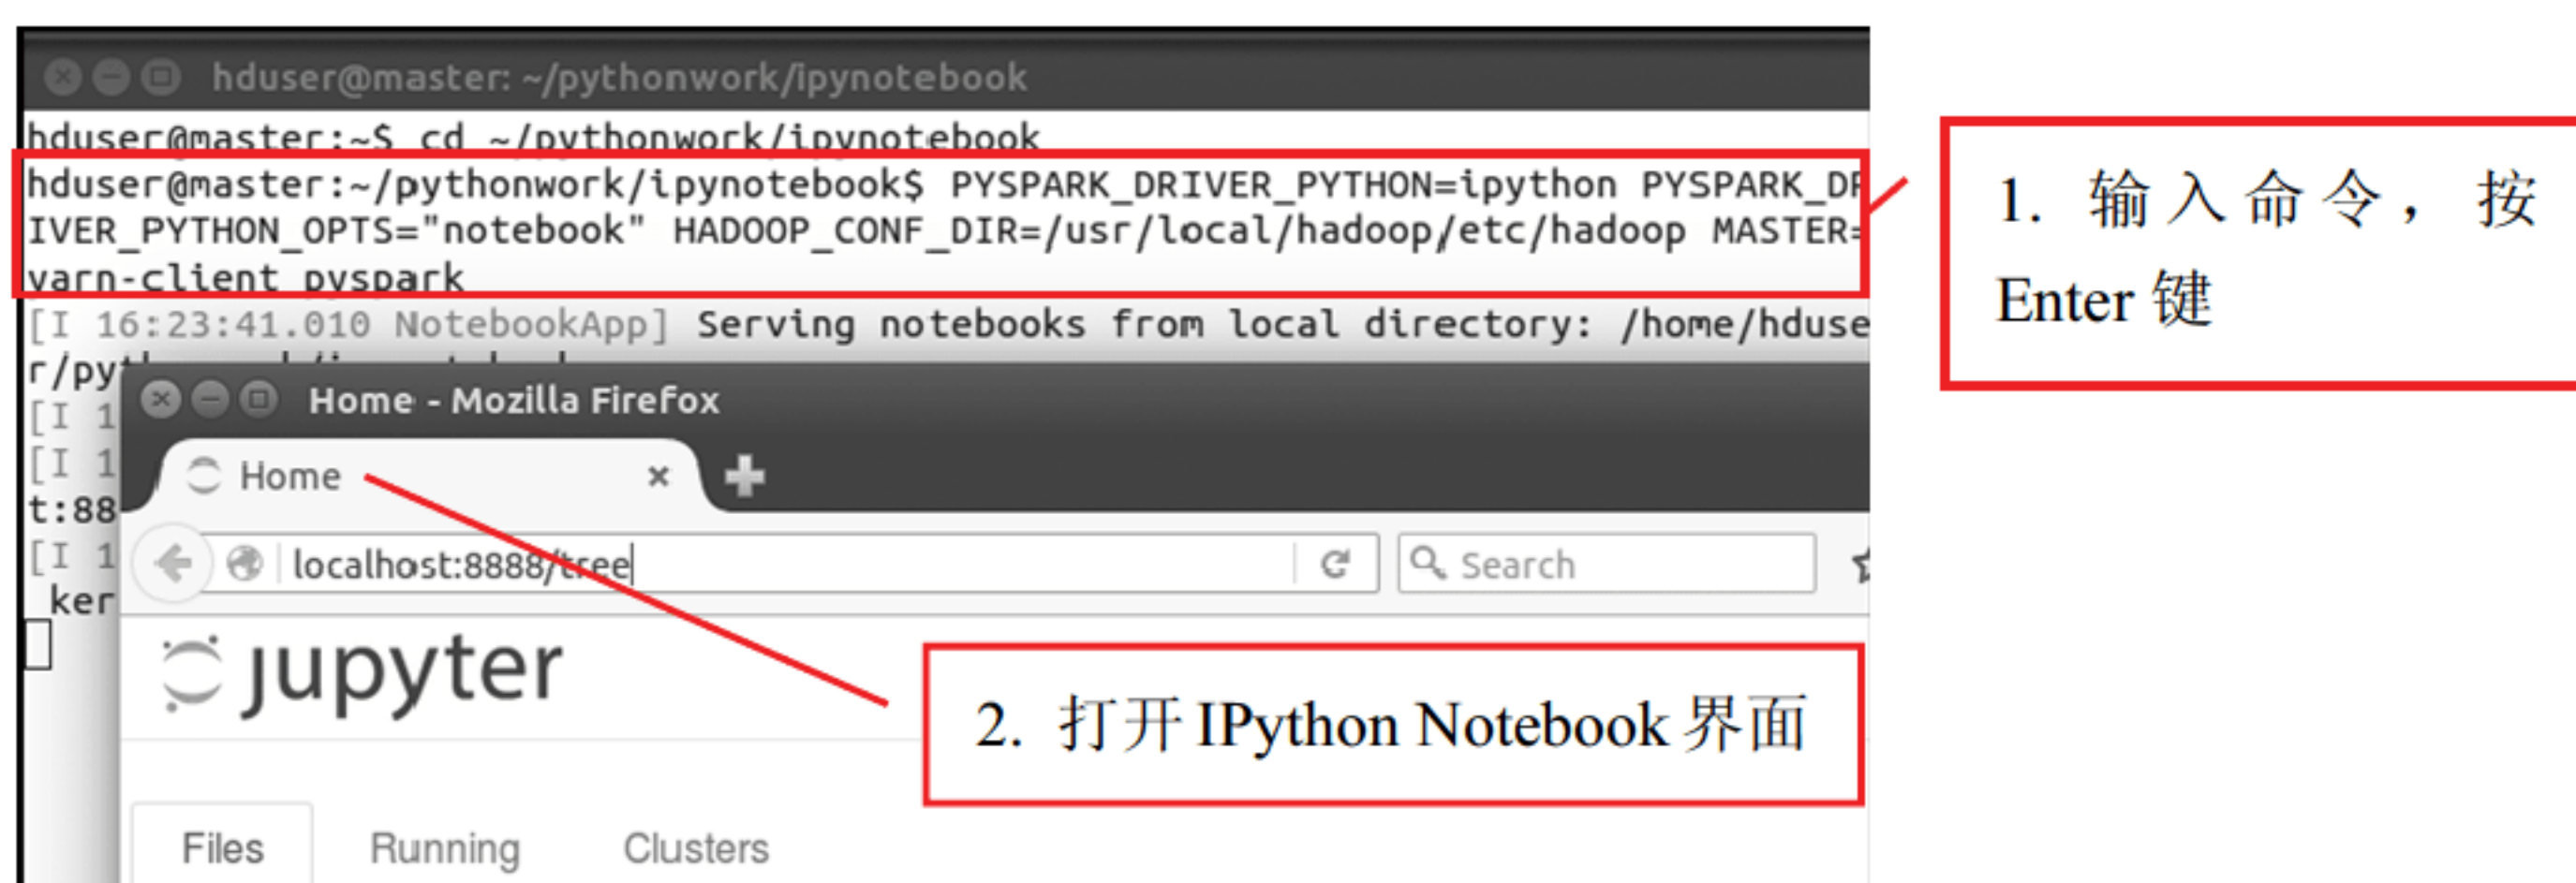 hduser@master: ~/pythonwork/ipynotebook
hduser@master:~$ cd ~/pythonwork/ipynotebook
hduser@master:~/pythonwork/ipynotebook$ PYSPARK_DRIVER_PYTHON=ipython PYSPARK_DR
IVER_PYTHON_OPTS="notebook" HADOOP_CONF_DIR=/usr/local/hadoop/etc/hadoop MASTER=
yarn-client pyspark
[I 16:23:41.010 NotebookApp] Serving notebooks from local directory: /home/hduse
r/py
[I 1
[I 1
t:88
[I 1
ker
1. 输入命令，按
Enter 键
Home - Mozilla Firefox
Home
localhost:8888/tree
Search
jupyter
2. 打开 IPython Notebook 界面
Files Running Clusters